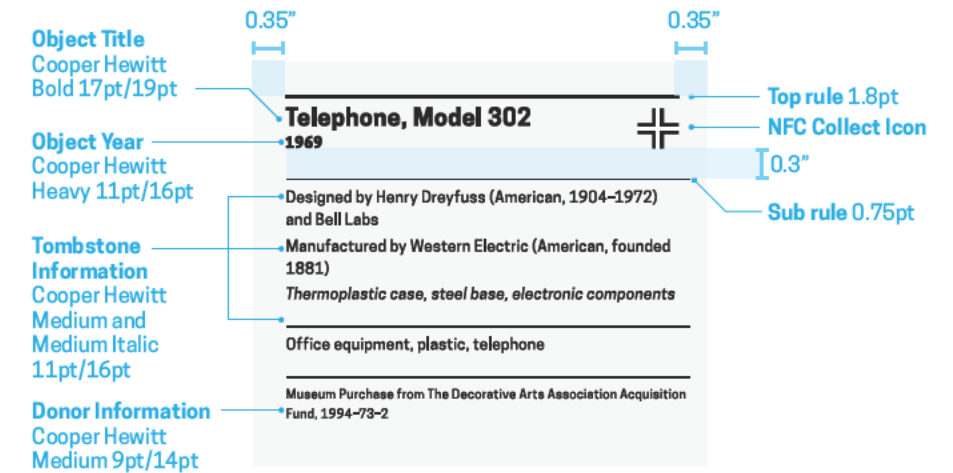 0.35”
0.35”
Object Title
Cooper Hewitt
Bold 17pt/19pt
Top rule 1.8pt
Telephone, Model 302
NFC Collect Icon
Object Year
1969
Cooper Hewitt
Heavy 11pt/16pt
0.3”
Designed by Henry Dreyfuss (American, 1904–1972)
and Bell Labs
Sub rule 0.75pt
Tombstone
Information
Cooper Hewitt
Medium and
Medium Italic
11pt/16pt
Manufactured by Western Electric (American, founded
1881)
Thermoplastic case, steel base, electronic components
Office equipment, plastic, telephone
Museum Purchase from The Decorative Arts Association Acquisition
Fund, 1994–73–2
Donor Information
Cooper Hewitt
Medium 9pt/14pt